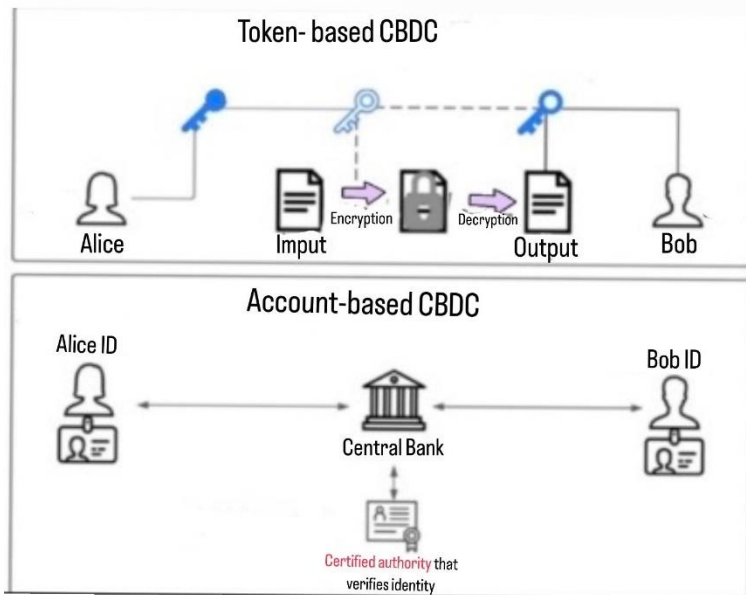 Token- based CBDC
Encryption
Decryption
Alice
Imput
Output
Bob
Account-based CBDC
Alice ID
Bob ID
Central Bank
Certified authority that
verifies identity